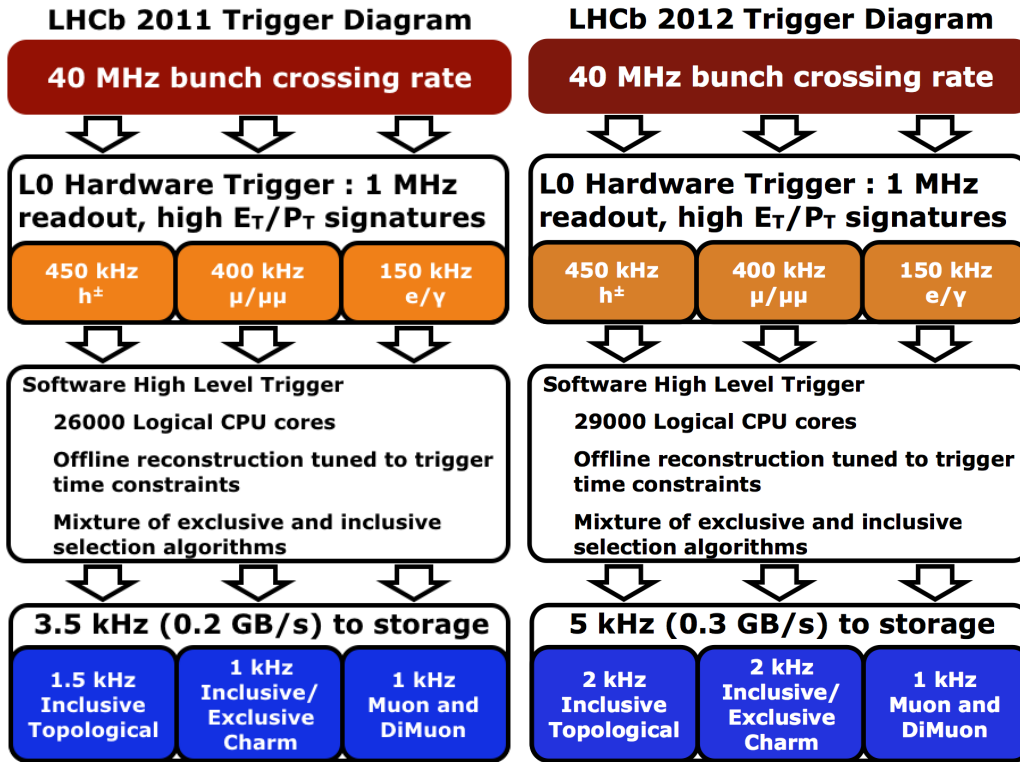 LHCb 2011 Trigger Diagram
40 MHz bunch crossing rate
L0 Hardware Trigger : 1 MHz
readout, high E_T/P_T signatures
450 kHz
h±
400 kHz
μ/μμ
150 kHz
e/γ
Software High Level Trigger
26000 Logical CPU cores
Offline reconstruction tuned to trigger
time constraints
Mixture of exclusive and inclusive
selection algorithms
3.5 kHz (0.2 GB/s) to storage
1.5 kHz
Inclusive
Topological
1 kHz
Inclusive/
Exclusive
Charm
1 kHz
Muon and
DiMuon
LHCb 2012 Trigger Diagram
40 MHz bunch crossing rate
L0 Hardware Trigger : 1 MHz
readout, high E_T/P_T signatures
450 kHz
h±
400 kHz
μ/μμ
150 kHz
e/γ
Software High Level Trigger
29000 Logical CPU cores
Offline reconstruction tuned to trigger
time constraints
Mixture of exclusive and inclusive
selection algorithms
5 kHz (0.3 GB/s) to storage
2 kHz
Inclusive
Topological
2 kHz
Inclusive/
Exclusive
Charm
1 kHz
Muon and
DiMuon